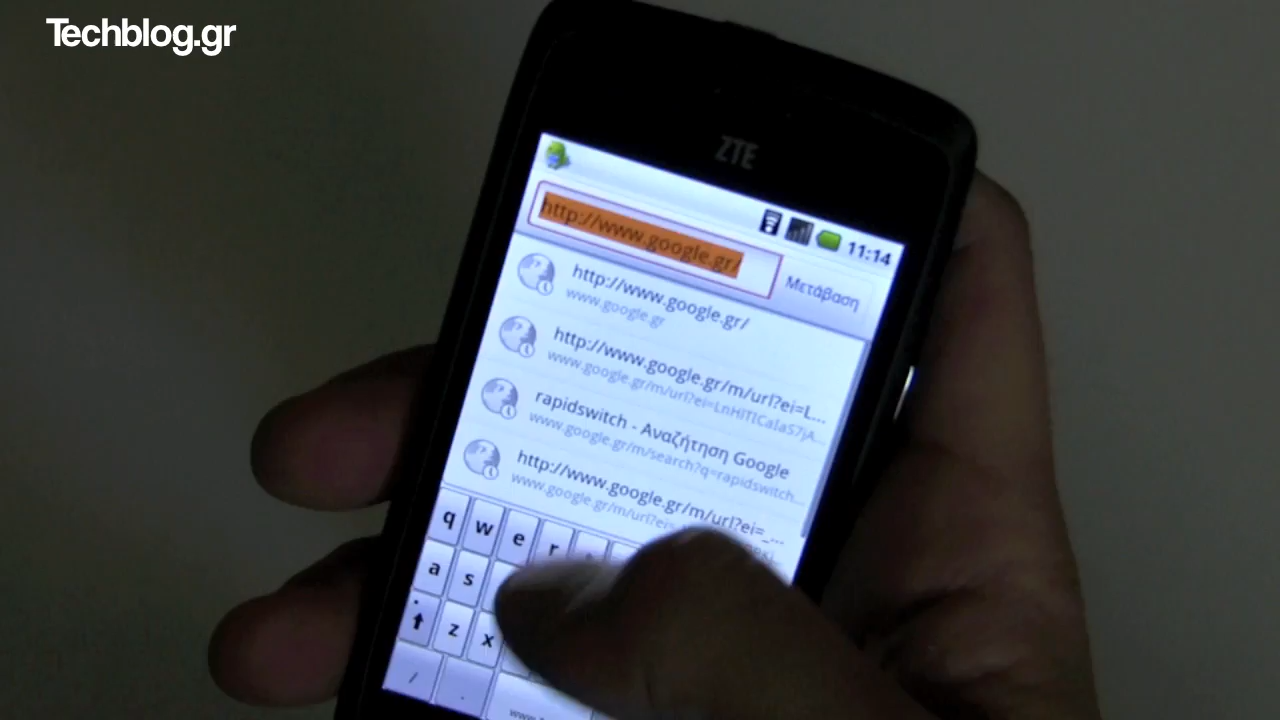 Techblog.gr
ZTE
11:14
http://www.google.gr/
Μετάβαση
http://www.google.gr/
www.google.gr
http://www.google.gr/m/url?ei=L...
www.google.gr/m/url?ei=
rapidswitch - Αναζήτηση Google
www.google.gr/m/search?q=rapidswitch...
http://www.google.gr/m/url?ei=_...
www.google.gr/m/url?ei=
q w e r
a s
z x
/ .
www.